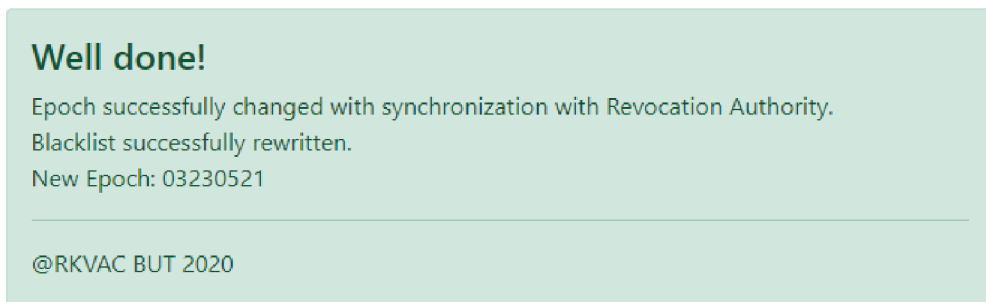 Well done!
Epoch successfully changed with synchronization with Revocation Authority.
Blacklist successfully rewritten.
New Epoch: 03230521
@RKVAC BUT 2020